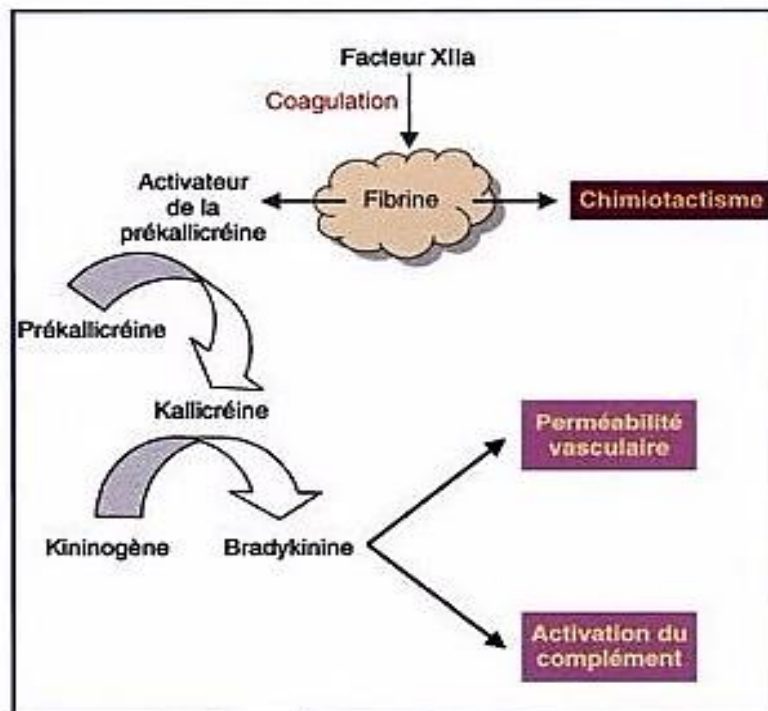 Facteur XIIa
Coagulation
Activateur
de la
prékallicréine
Fibrine
Chimiotactisme
Prékallicréine
Kallicréine
Perméabilité
vasculaire
Kininogène
Bradykinine
Activation du
complément